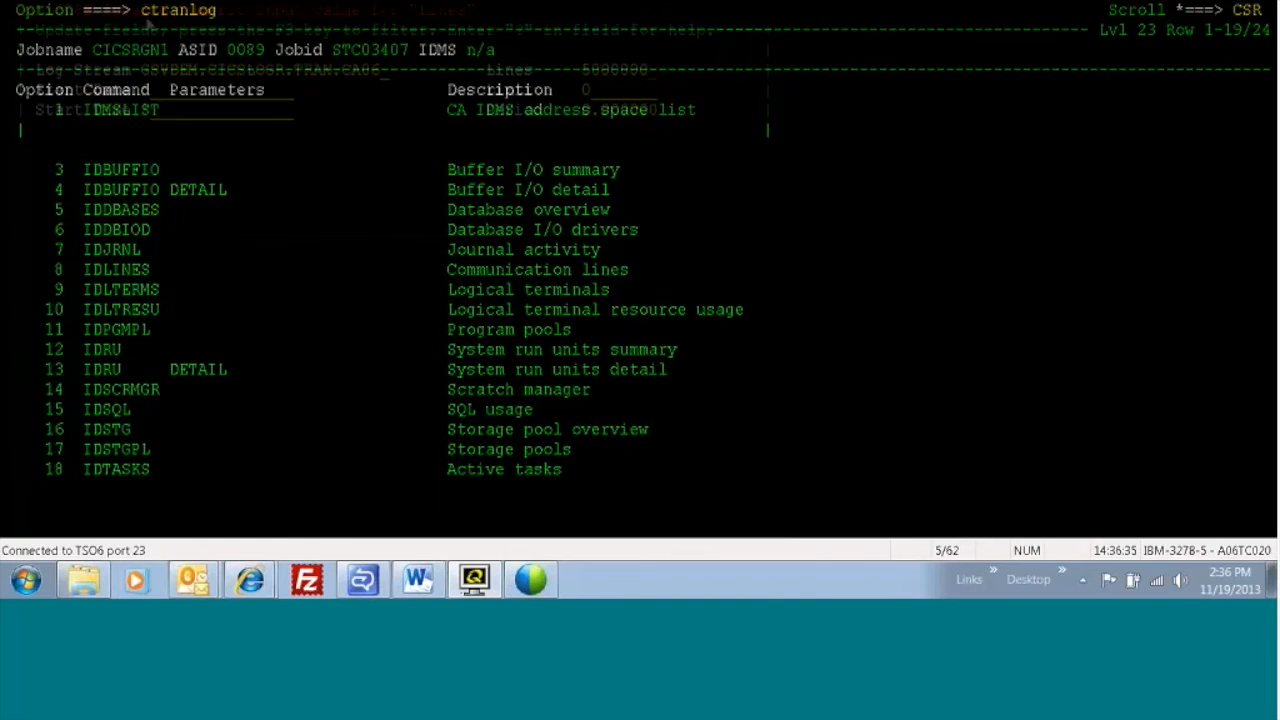 Option ====> ctranlog Scroll *===> CSR
Lvl 23 Row 1-19/24
Jobname CICSRGN1 ASID 0089 Jobid STC03407 IDMS n/a
Lines 5000000
Option Command Parameters Description
1 IDMSLIST CA IDMS address space list
3 IDBUFFIO Buffer I/O summary
4 IDBUFFIO DETAIL Buffer I/O detail
5 IDDBASES Database overview
6 IDDBIOD Database I/O drivers
7 IDJRNL Journal activity
8 IDLINES Communication lines
9 IDLTERMS Logical terminals
10 IDLTRESU Logical terminal resource usage
11 IDPGMPL Program pools
12 IDRU System run units summary
13 IDRU DETAIL System run units detail
14 IDSCRMGR Scratch manager
15 IDSQL SQL usage
16 IDSTG Storage pool overview
17 IDSTGPL Storage pools
18 IDTASKS Active tasks
Connected to TSO6 port 23 5/62 NUM 14:36:35 IBM-3278-5 - A06TC020
Links » Desktop » 2:36 PM
11/19/2013